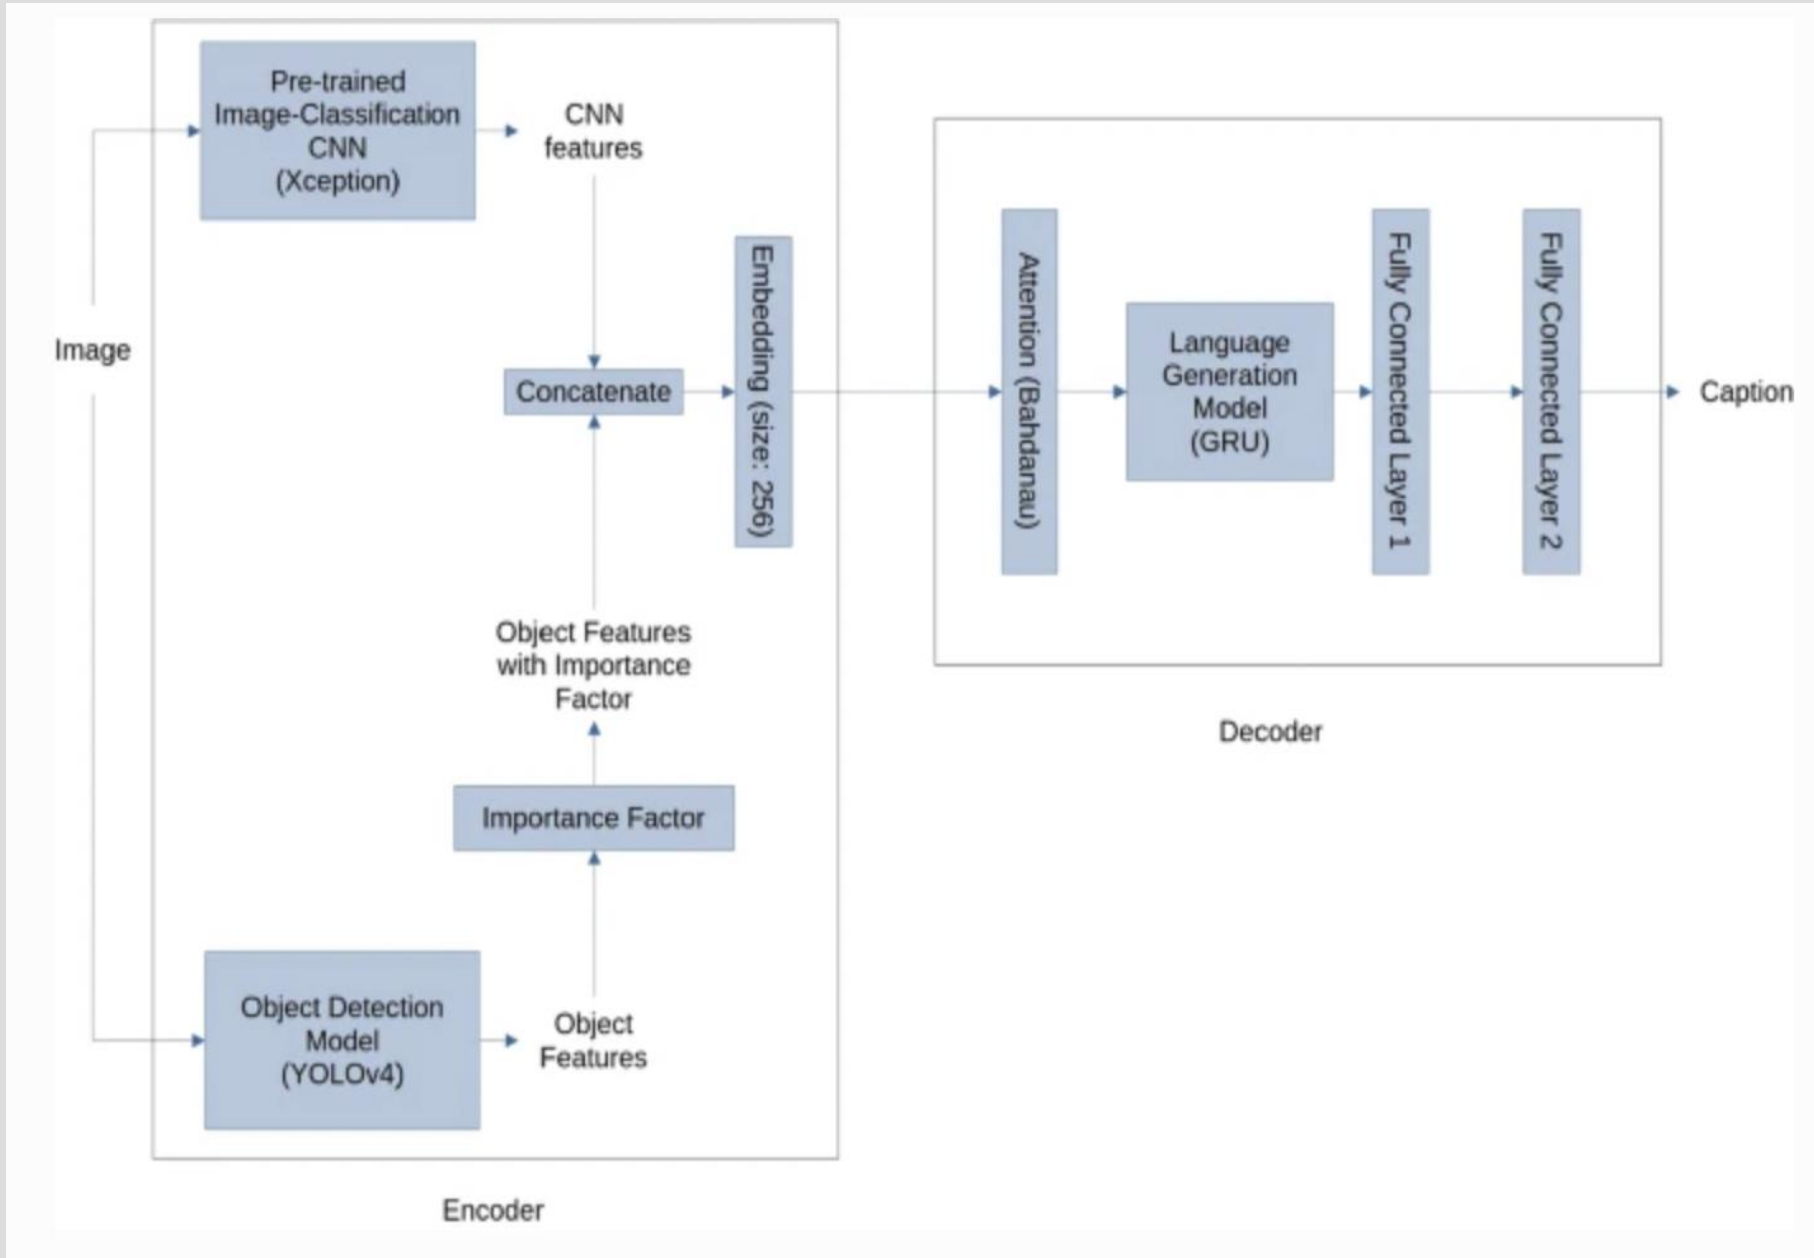 Pre-trained
Image-Classification
CNN
(Xception)
CNN
features
Image
Concatenate
Embedding (size: 256)
Object Features
with Importance
Factor
Importance Factor
Object Detection
Model
(YOLOv4)
Object
Features
Encoder
Attention (Bahdanau)
Language
Generation
Model
(GRU)
Fully Connected Layer 1
Fully Connected Layer 2
Caption
Decoder